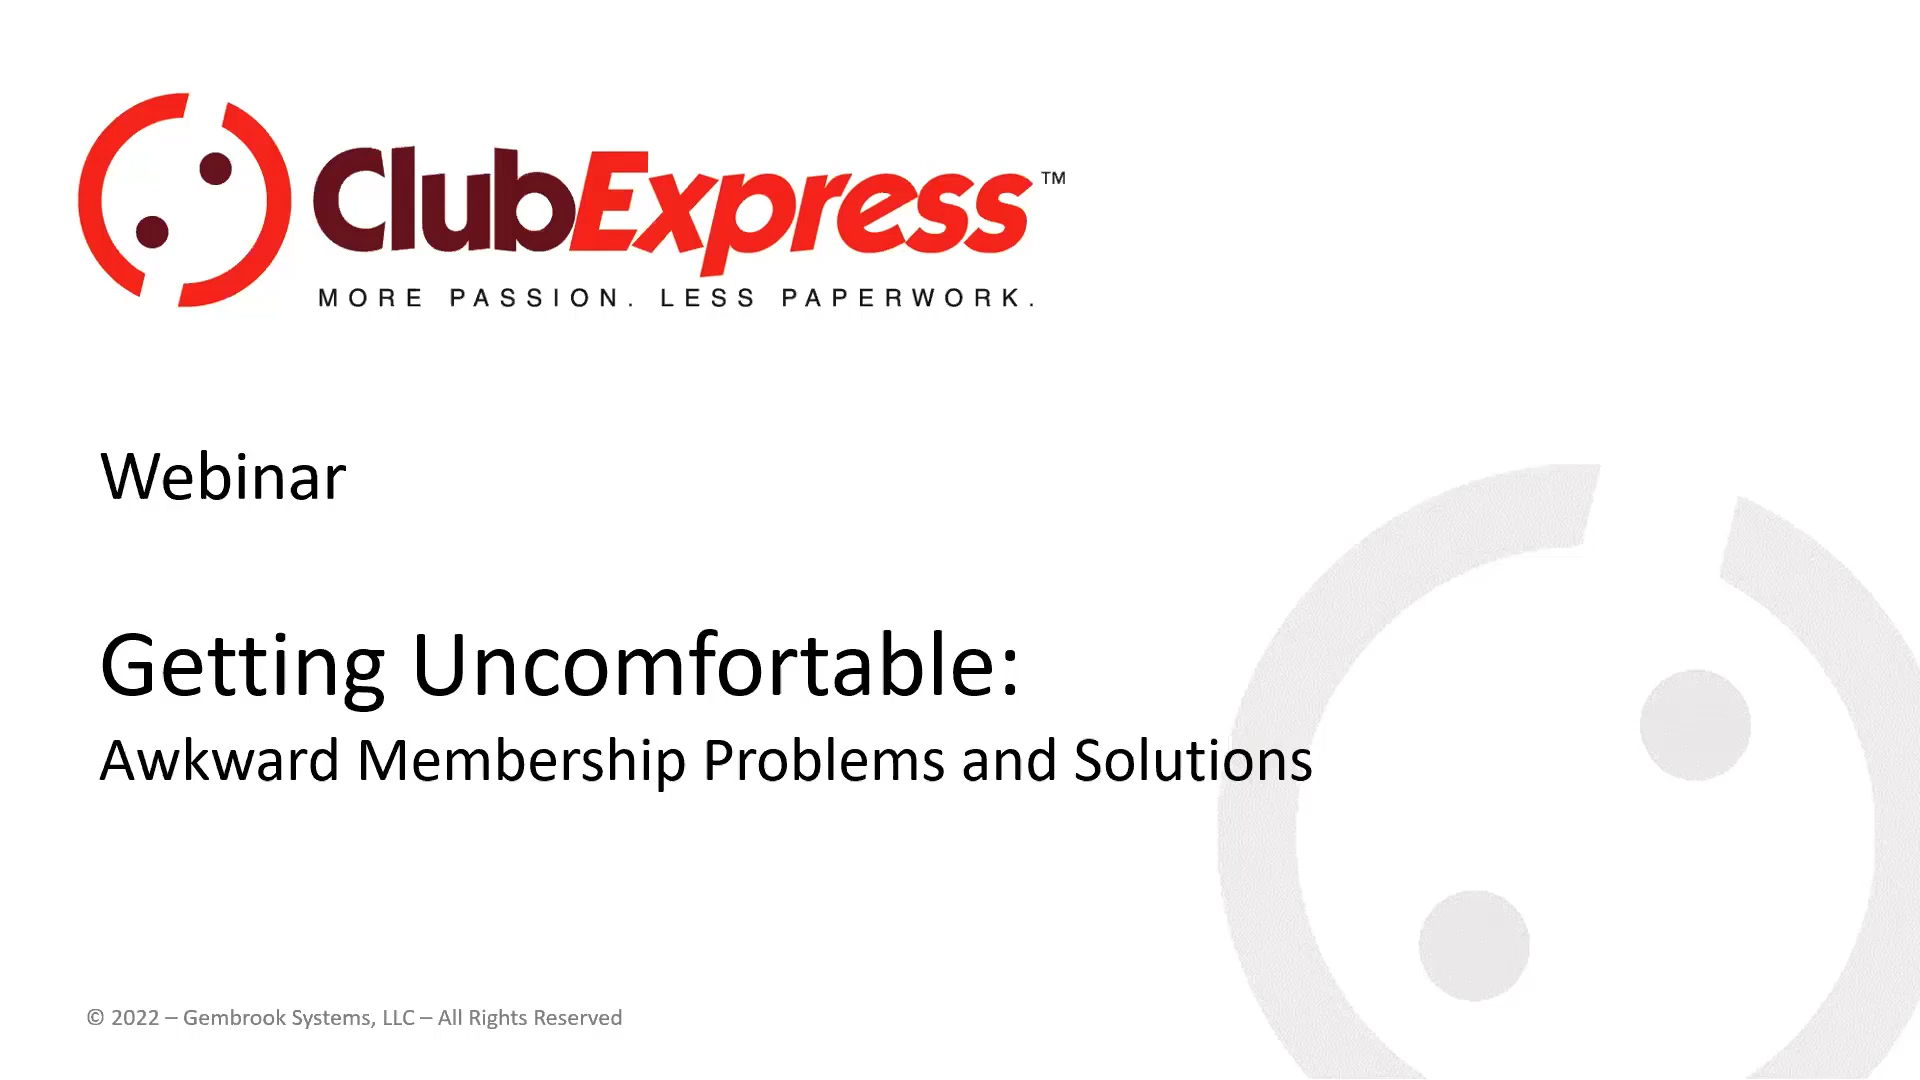 ClubExpress™
MORE PASSION. LESS PAPERWORK.
Webinar
Getting Uncomfortable:
Awkward Membership Problems and Solutions
© 2022 – Gembrook Systems, LLC – All Rights Reserved